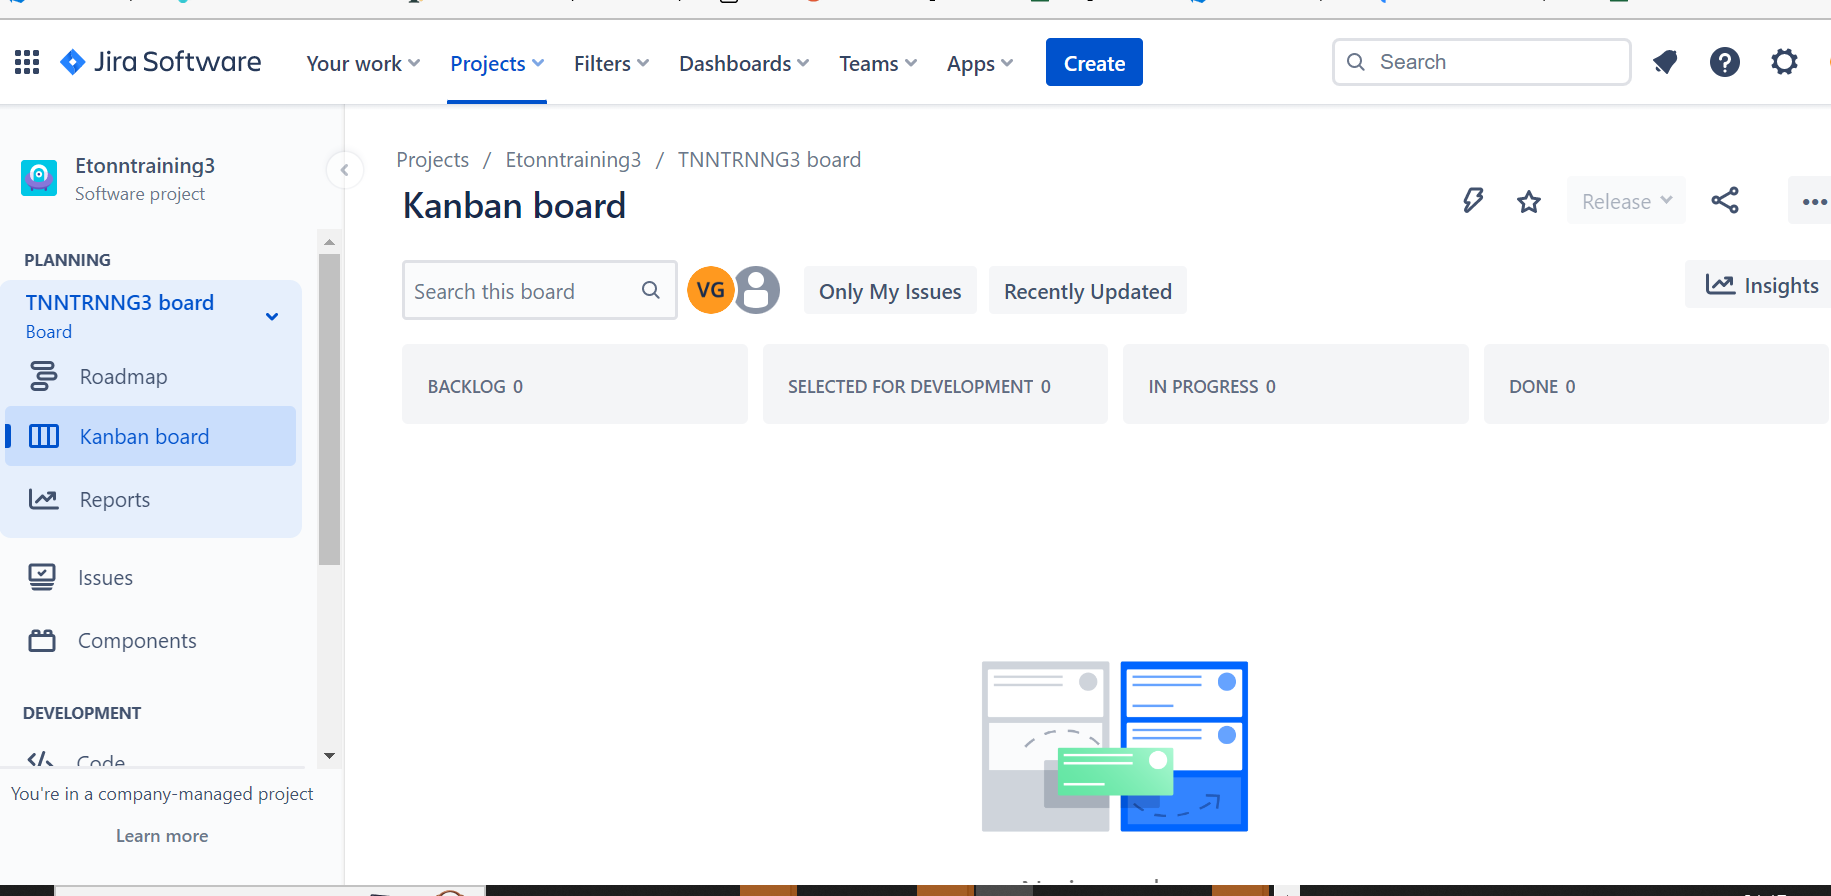 Jira Software
Your work
Projects
Filters
Dashboards
Teams
Apps
Create
Search
Etonntraining3
Software project
Projects / Etonntraining3 / TNNTRNNG3 board
Kanban board
Release
PLANNING
TNNTRNNG3 board
Board
Search this board
VG
Only My Issues
Recently Updated
Insights
Roadmap
Kanban board
Reports
Issues
Components
BACKLOG 0
SELECTED FOR DEVELOPMENT 0
IN PROGRESS 0
DONE 0
DEVELOPMENT
Code
You're in a company-managed project
Learn more